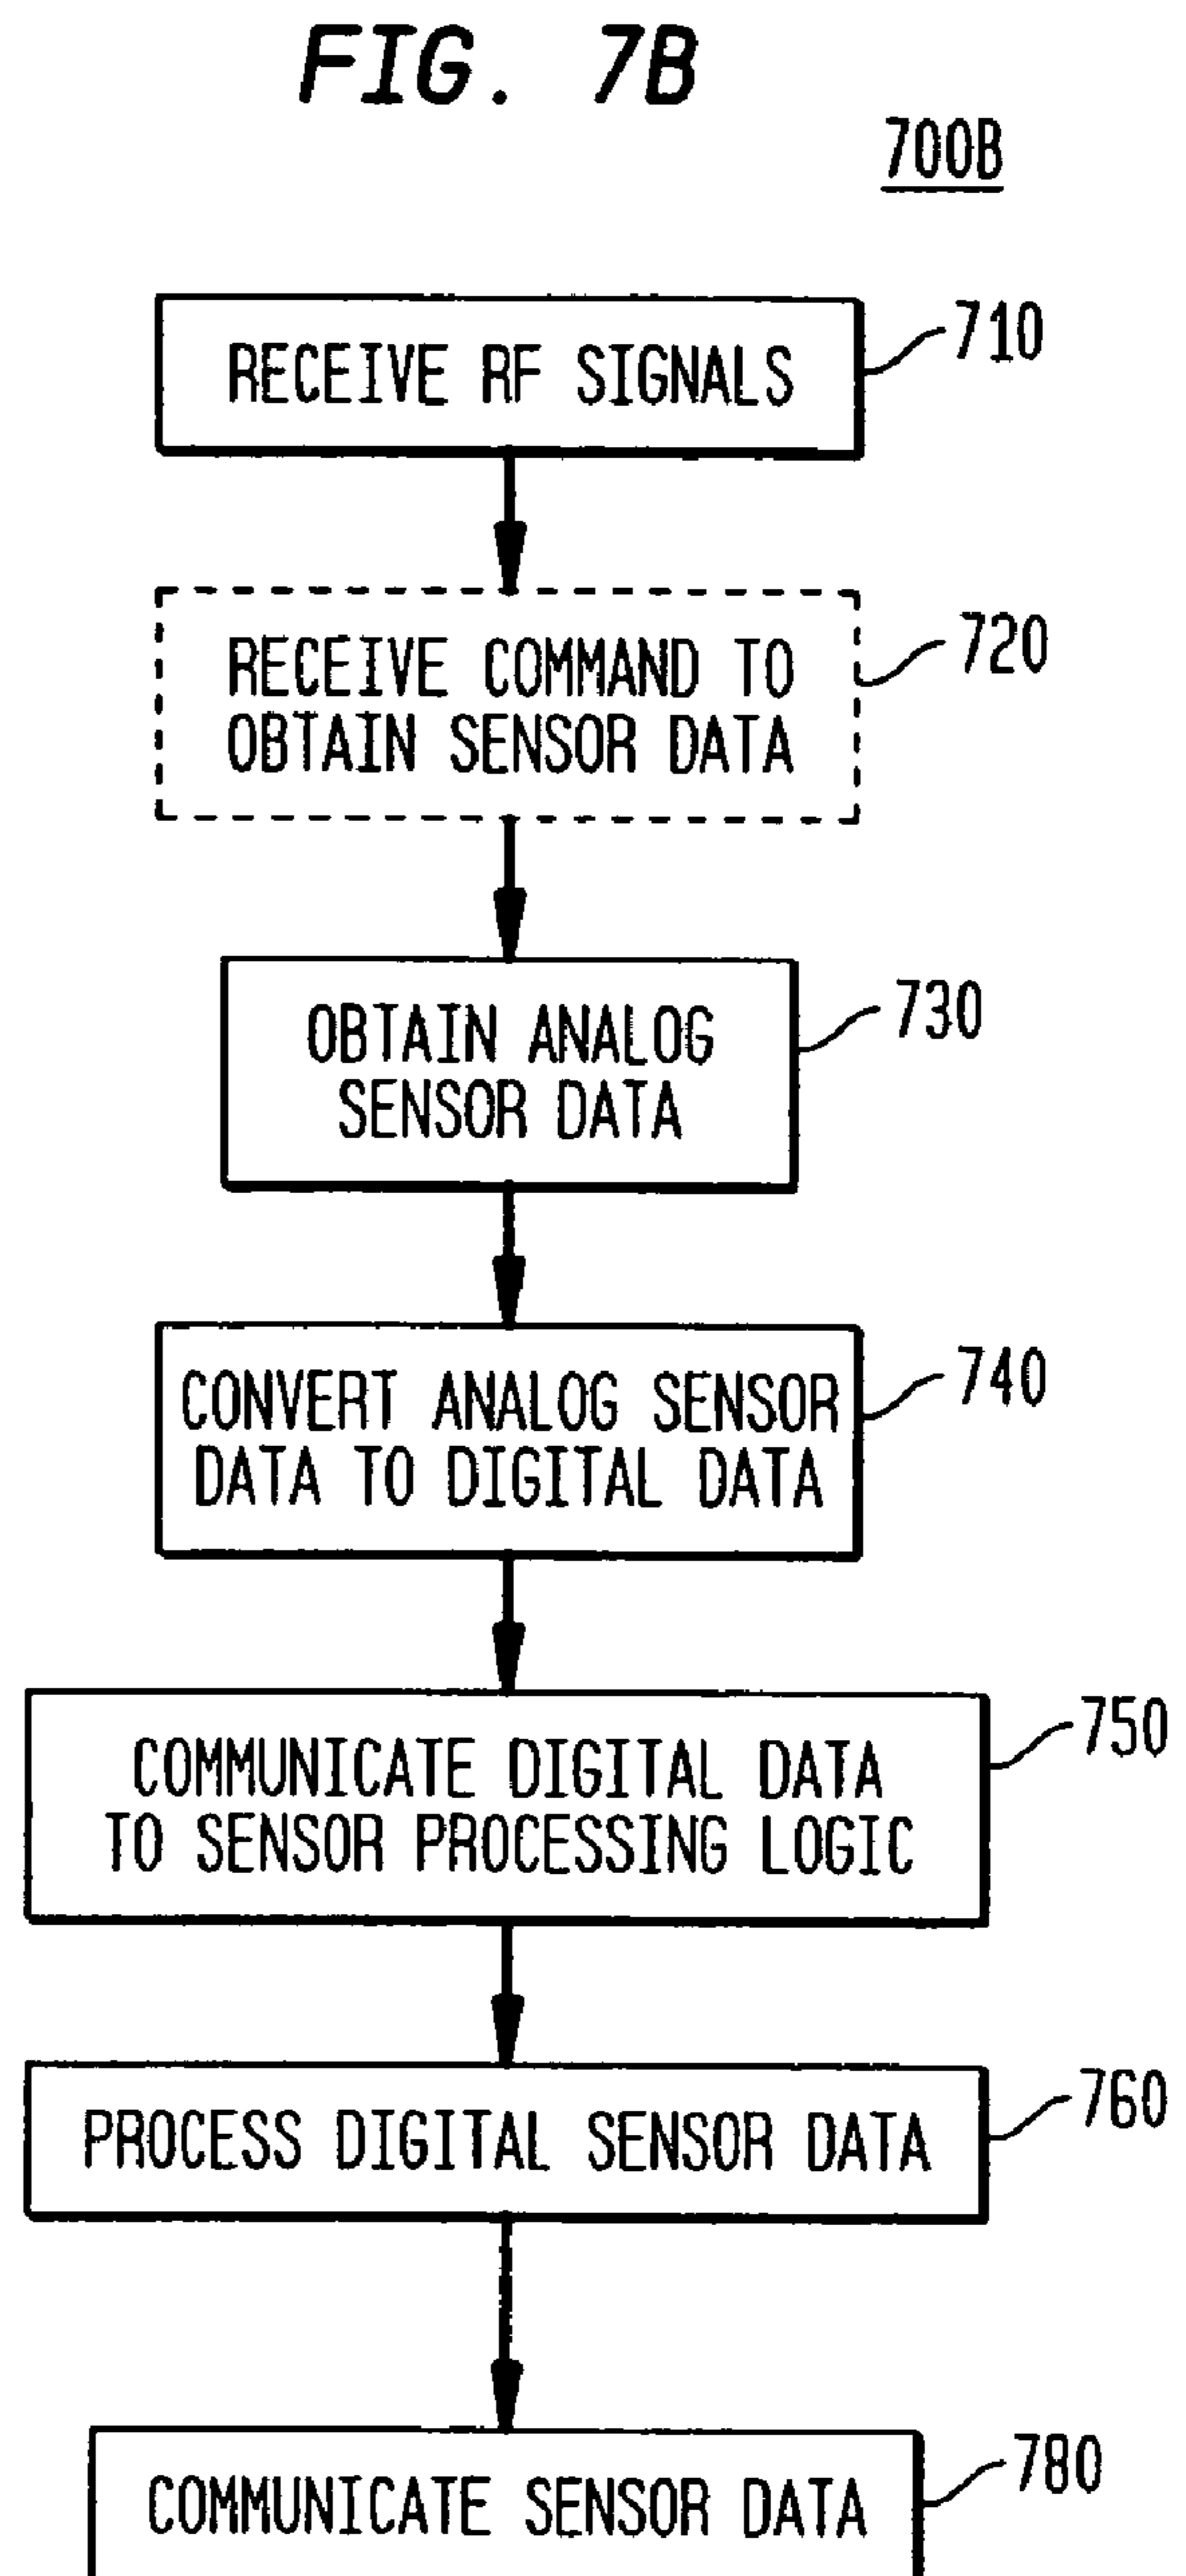 FIG. 7B
700B
RECEIVE RF SIGNALS
710
RECEIVE COMMAND TO
OBTAIN SENSOR DATA
720
OBTAIN ANALOG
SENSOR DATA
730
CONVERT ANALOG SENSOR
DATA TO DIGITAL DATA
740
COMMUNICATE DIGITAL DATA
TO SENSOR PROCESSING LOGIC
750
PROCESS DIGITAL SENSOR DATA
760
COMMUNICATE SENSOR DATA
780